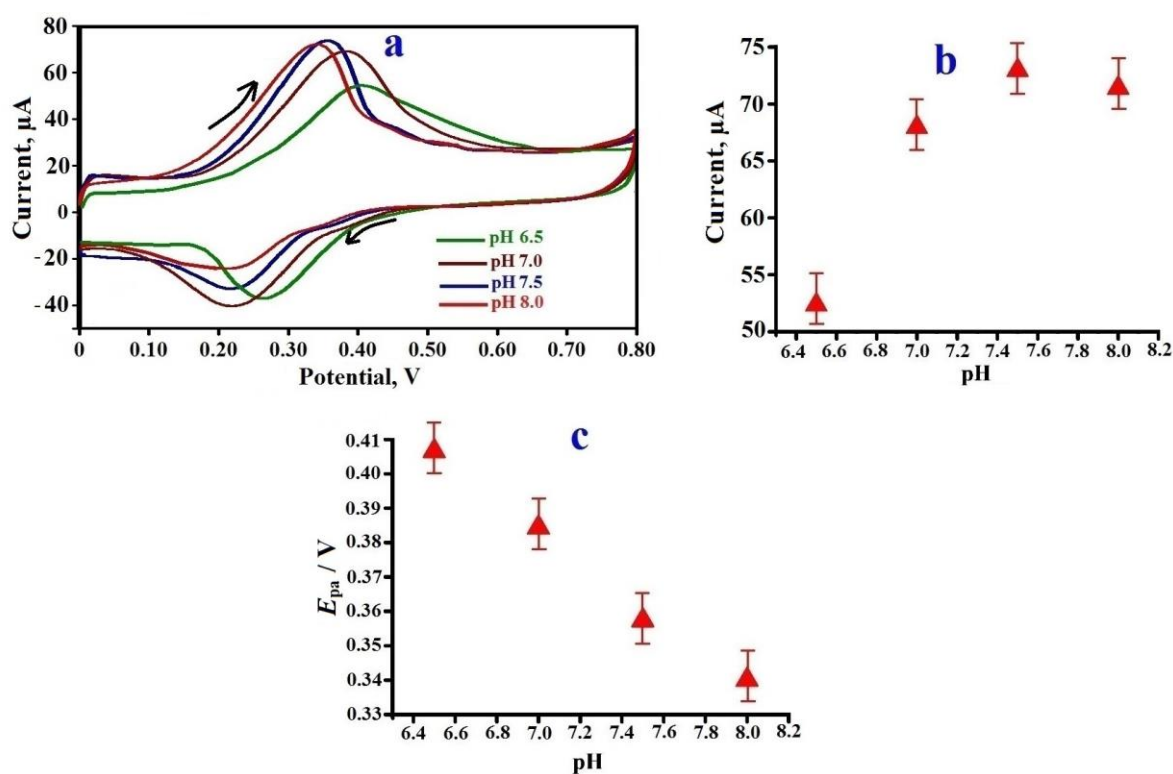 a
Current, µA
80
60
40
20
0
-20
-40
0 0.10 0.20 0.30 0.40 0.50 0.60 0.70 0.80
Potential, V
pH 6.5
pH 7.0
pH 7.5
pH 8.0
b
Current, µA
75
70
65
60
55
50
6.4 6.6 6.8 7.0 7.2 7.4 7.6 7.8 8.0 8.2
pH
c
Epa / V
0.41
0.40
0.39
0.38
0.37
0.36
0.35
0.34
0.33
6.4 6.6 6.8 7.0 7.2 7.4 7.6 7.8 8.0 8.2
pH